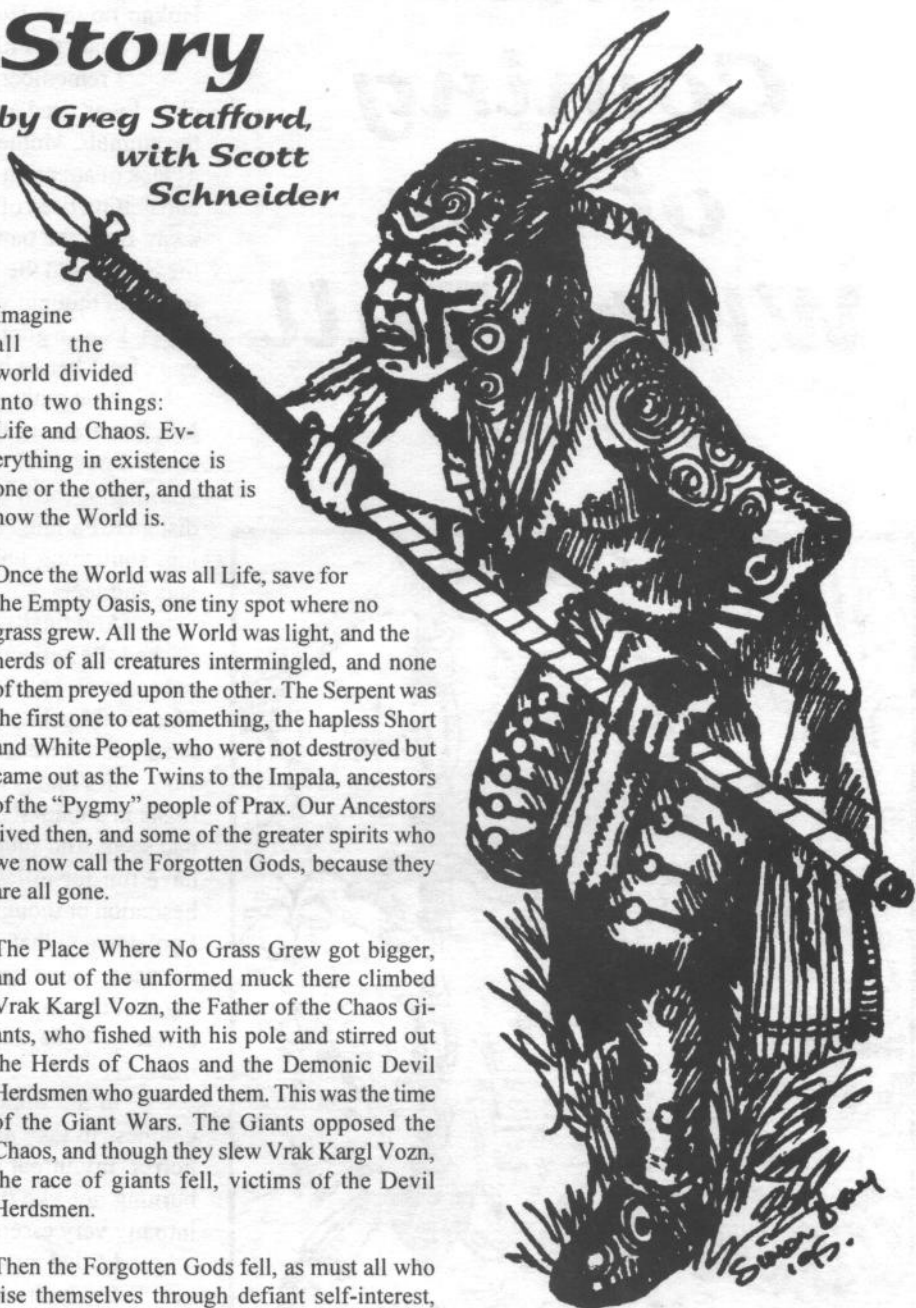 Story
by Greg Stafford,
with Scott
Schneider
Imagine
all the
world divided
into two things:
Life and Chaos. Ev-
erything in existence is
one or the other, and that is
how the World is.
Once the World was all Life, save for
the Empty Oasis, one tiny spot where no
grass grew. All the World was light, and the
herds of all creatures intermingled, and none
of them preyed upon the other. The Serpent was
the first one to eat something, the hapless Short
and White People, who were not destroyed but
came out as the Twins to the Impala, ancestors
of the “Pygmy” people of Prax. Our Ancestors
lived then, and some of the greater spirits who
we now call the Forgotten Gods, because they
are all gone.
The Place Where No Grass Grew got bigger,
and out of the unformed muck there climbed
Vrak Kargl Vozn, the Father of the Chaos Gi-
ants, who fished with his pole and stirred out
the Herds of Chaos and the Demonic Devil
Herdsmen who guarded them. This was the time
of the Giant Wars. The Giants opposed the
Chaos, and though they slew Vrak Kargl Vozn,
the race of giants fell, victims of the Devil
Herdsmen.
Then the Forgotten Gods fell, as must all who
rise themselves through defiant self-interest,
Simon Bray
'95.